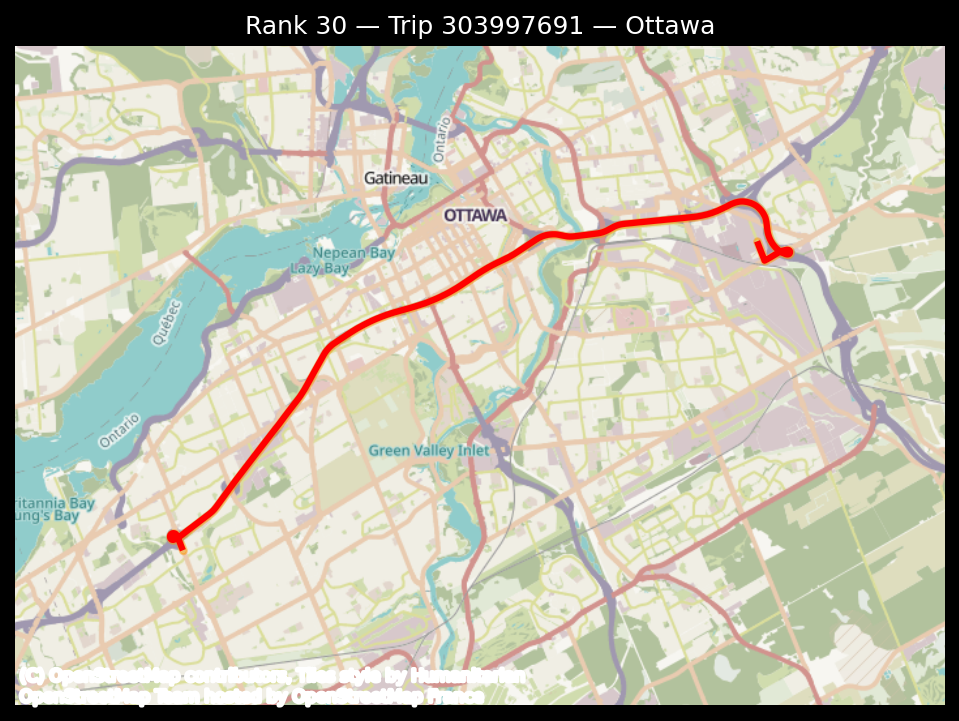 Rank 30 — Trip 303997691 — Ottawa
Ontario
Gatineau
OTTAWA
Nepean Bay
Lazy Bay
Québec
Ontario
Green Valley Inlet
ritannia Bay
ung's Bay
(C) OpenStreetMap contributors, Tiles style by Humanitarian
OpenStreetMap Team hosted by OpenStreetMap France